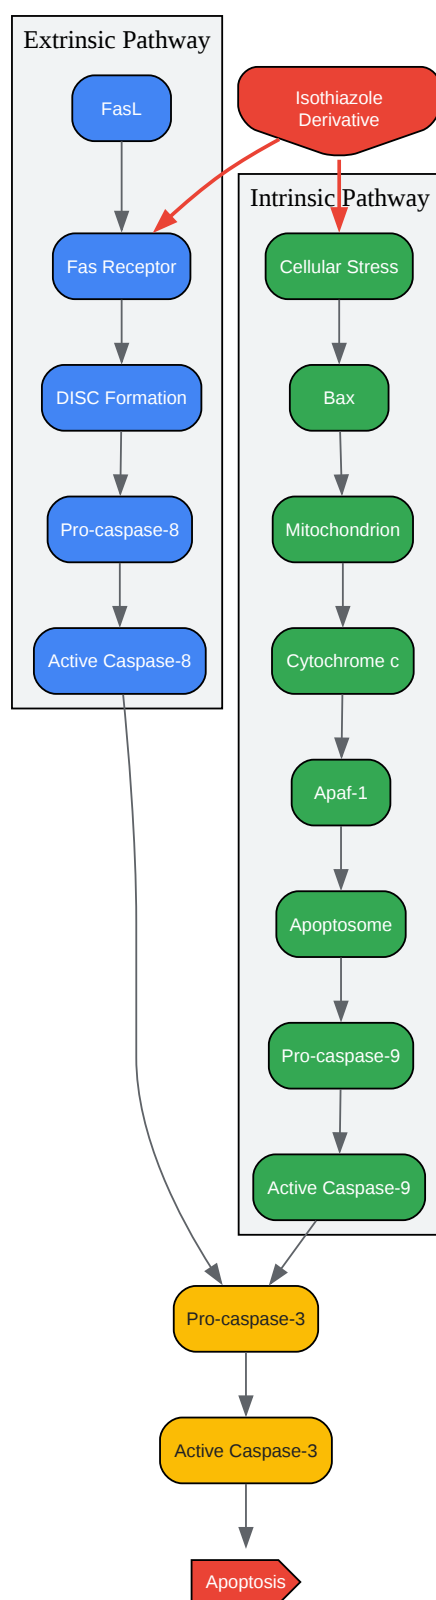 Extrinsic Pathway
FasL
Fas Receptor
DISC Formation
Pro-caspase-8
Active Caspase-8
Isothiazole
Derivative
Intrinsic Pathway
Cellular Stress
Bax
Mitochondrion
Cytochrome c
Apaf-1
Apoptosome
Pro-caspase-9
Active Caspase-9
Pro-caspase-3
Active Caspase-3
Apoptosis